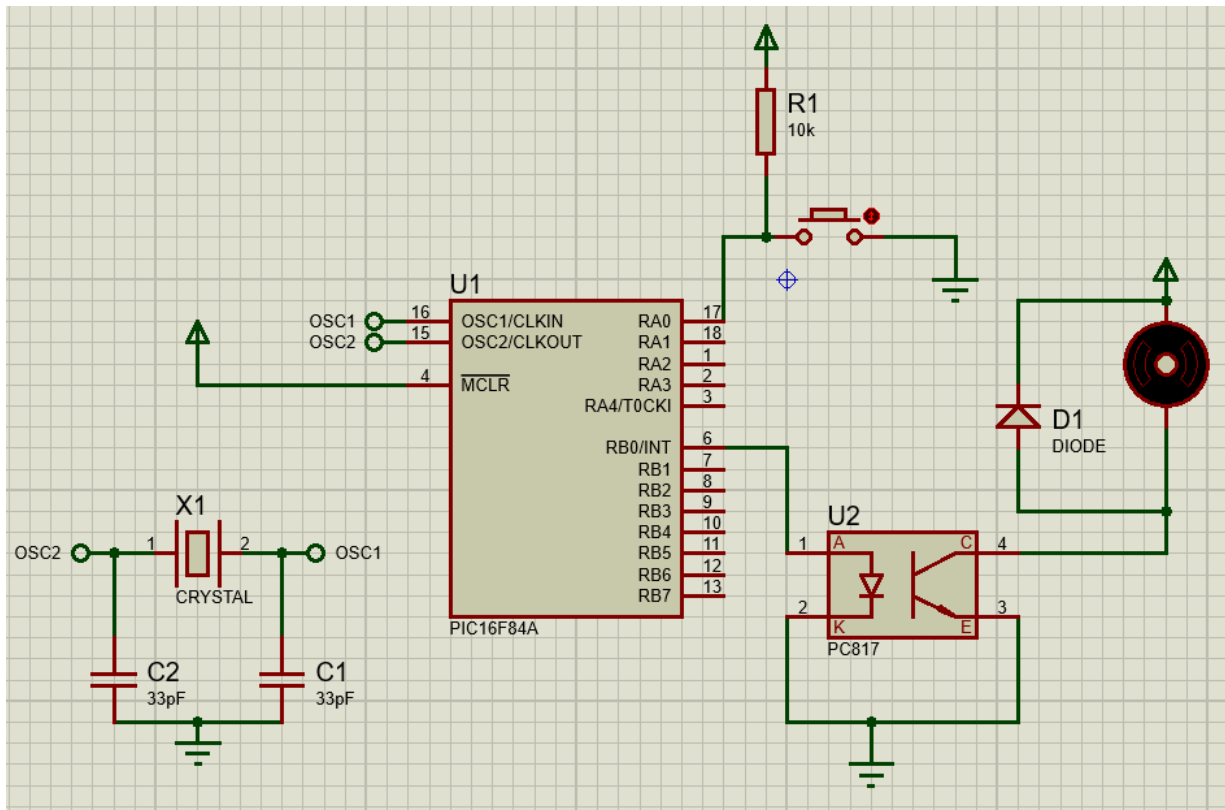 R1
10k
U1
OSC1
16
OSC1/CLKIN
RA0
17
OSC2
15
OSC2/CLKOUT
RA1
18
RA2
1
4
MCLR
RA3
2
RA4/T0CKI
3
RB0/INT
6
RB1
7
RB2
8
RB3
9
RB4
10
RB5
11
RB6
12
RB7
13
PIC16F84A
D1
DIODE
X1
OSC2
1
2
OSC1
CRYSTAL
C2
33pF
C1
33pF
U2
1
A
C
4
2
K
E
3
PC817